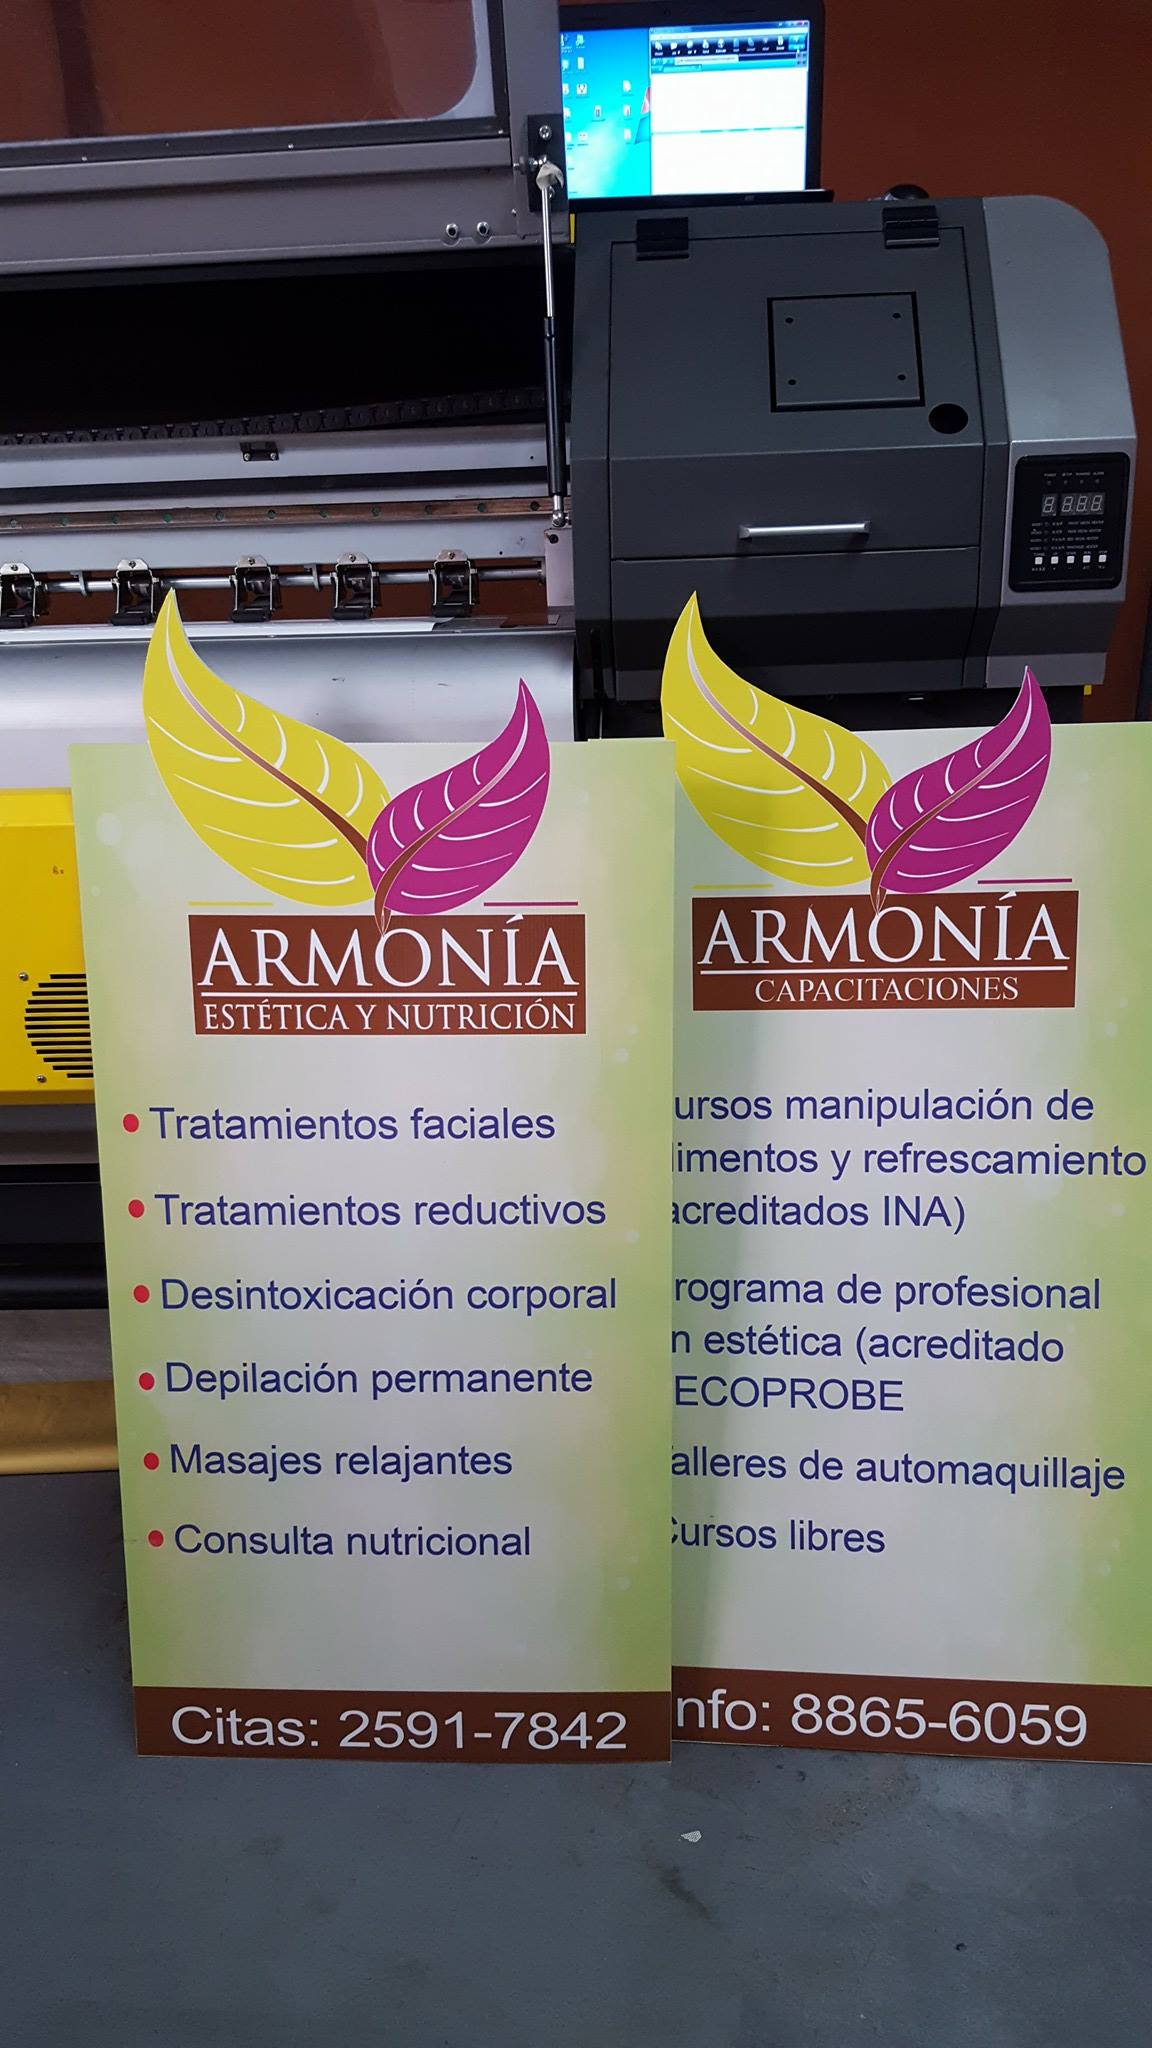 ARMONÍA
ESTÉTICA Y NUTRICIÓN
• Tratamientos faciales
• Tratamientos reductivos
• Desintoxicación corporal
• Depilación permanente
• Masajes relajantes
• Consulta nutricional
Citas: 2591-7842
ARMONÍA
CAPACITACIONES
ursos manipulación de
limentos y refrescamiento
acreditados INA)
rograma de profesional
n estética (acreditado
ECOPROBE
alleres de automaquillaje
Cursos libres
nfo: 8865-6059